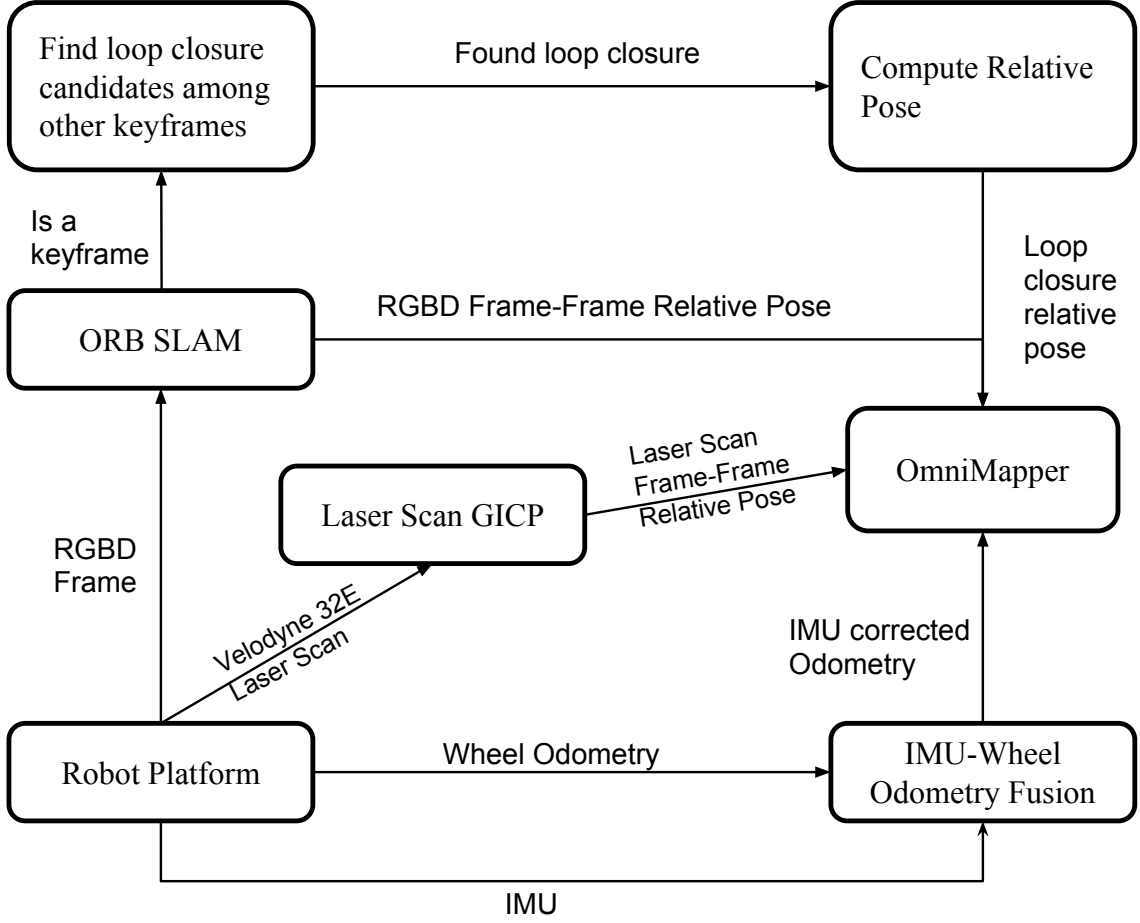 Find loop closure
candidates among
other keyframes
Found loop closure
Compute Relative
Pose
Is a
keyframe
Loop
closure
relative
pose
RGBD Frame-Frame Relative Pose
ORB SLAM
Laser Scan
Frame-Frame
Relative Pose
OmniMapper
Laser Scan GICP
RGBD
Frame
Velodyne 32E
Laser Scan
IMU corrected
Odometry
Robot Platform
Wheel Odometry
IMU-Wheel
Odometry Fusion
IMU